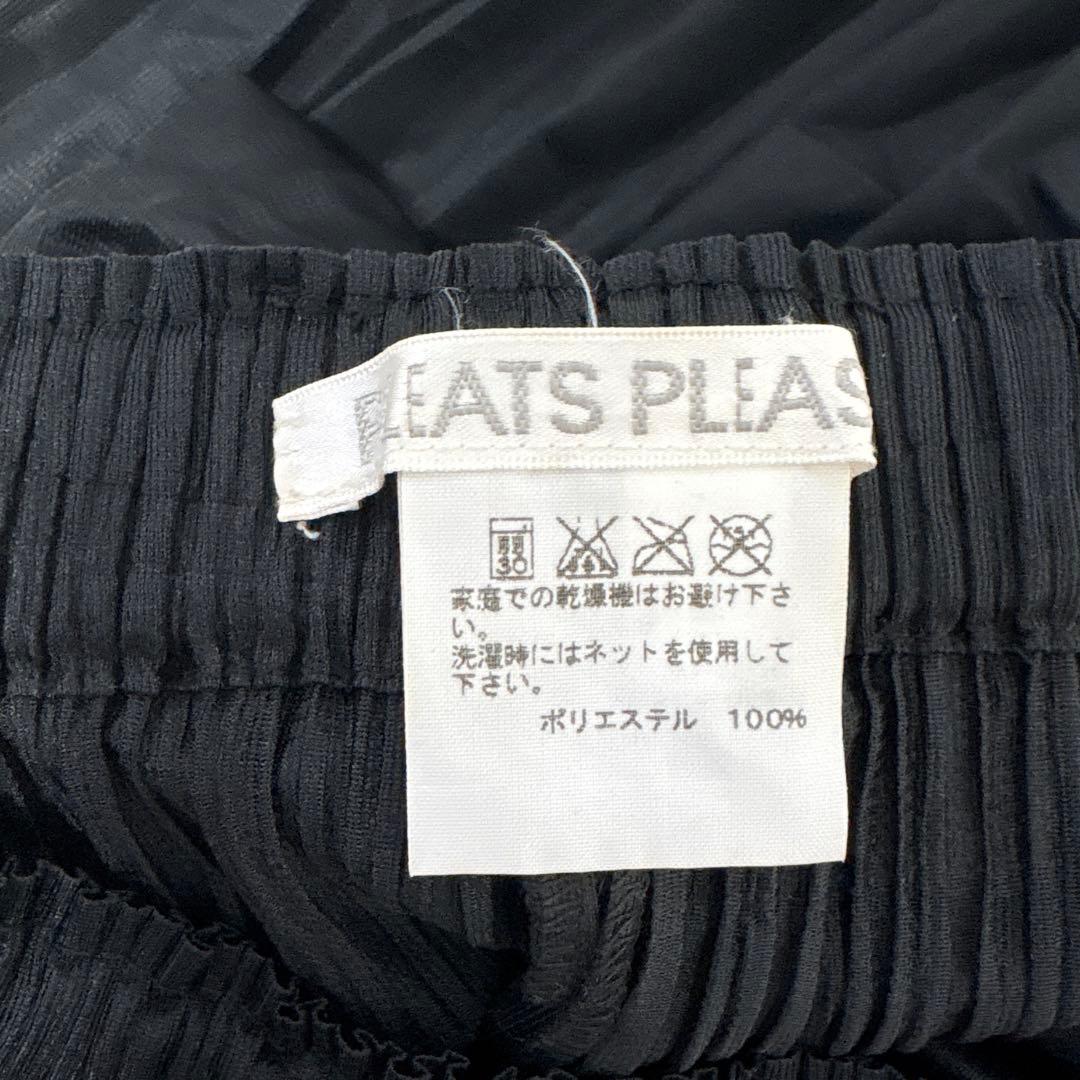 LEATS PLEAS
弱
30
家庭での乾燥機はお避け下さ
い。
洗濯時にはネットを使用して
下さい。
ポリエステル 100%